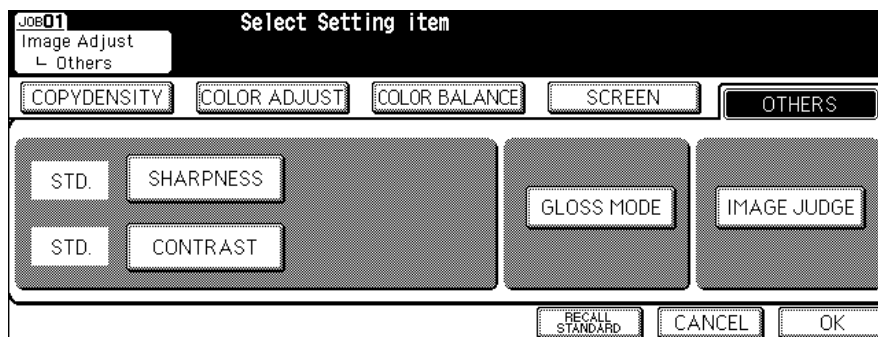 JOB01
Select Setting item
Image Adjust
Others
COPYDENSITY
COLOR ADJUST
COLOR BALANCE
SCREEN
OTHERS
STD.
SHARPNESS
STD.
CONTRAST
GLOSS MODE
IMAGE JUDGE
RECALL
STANDARD
CANCEL
OK